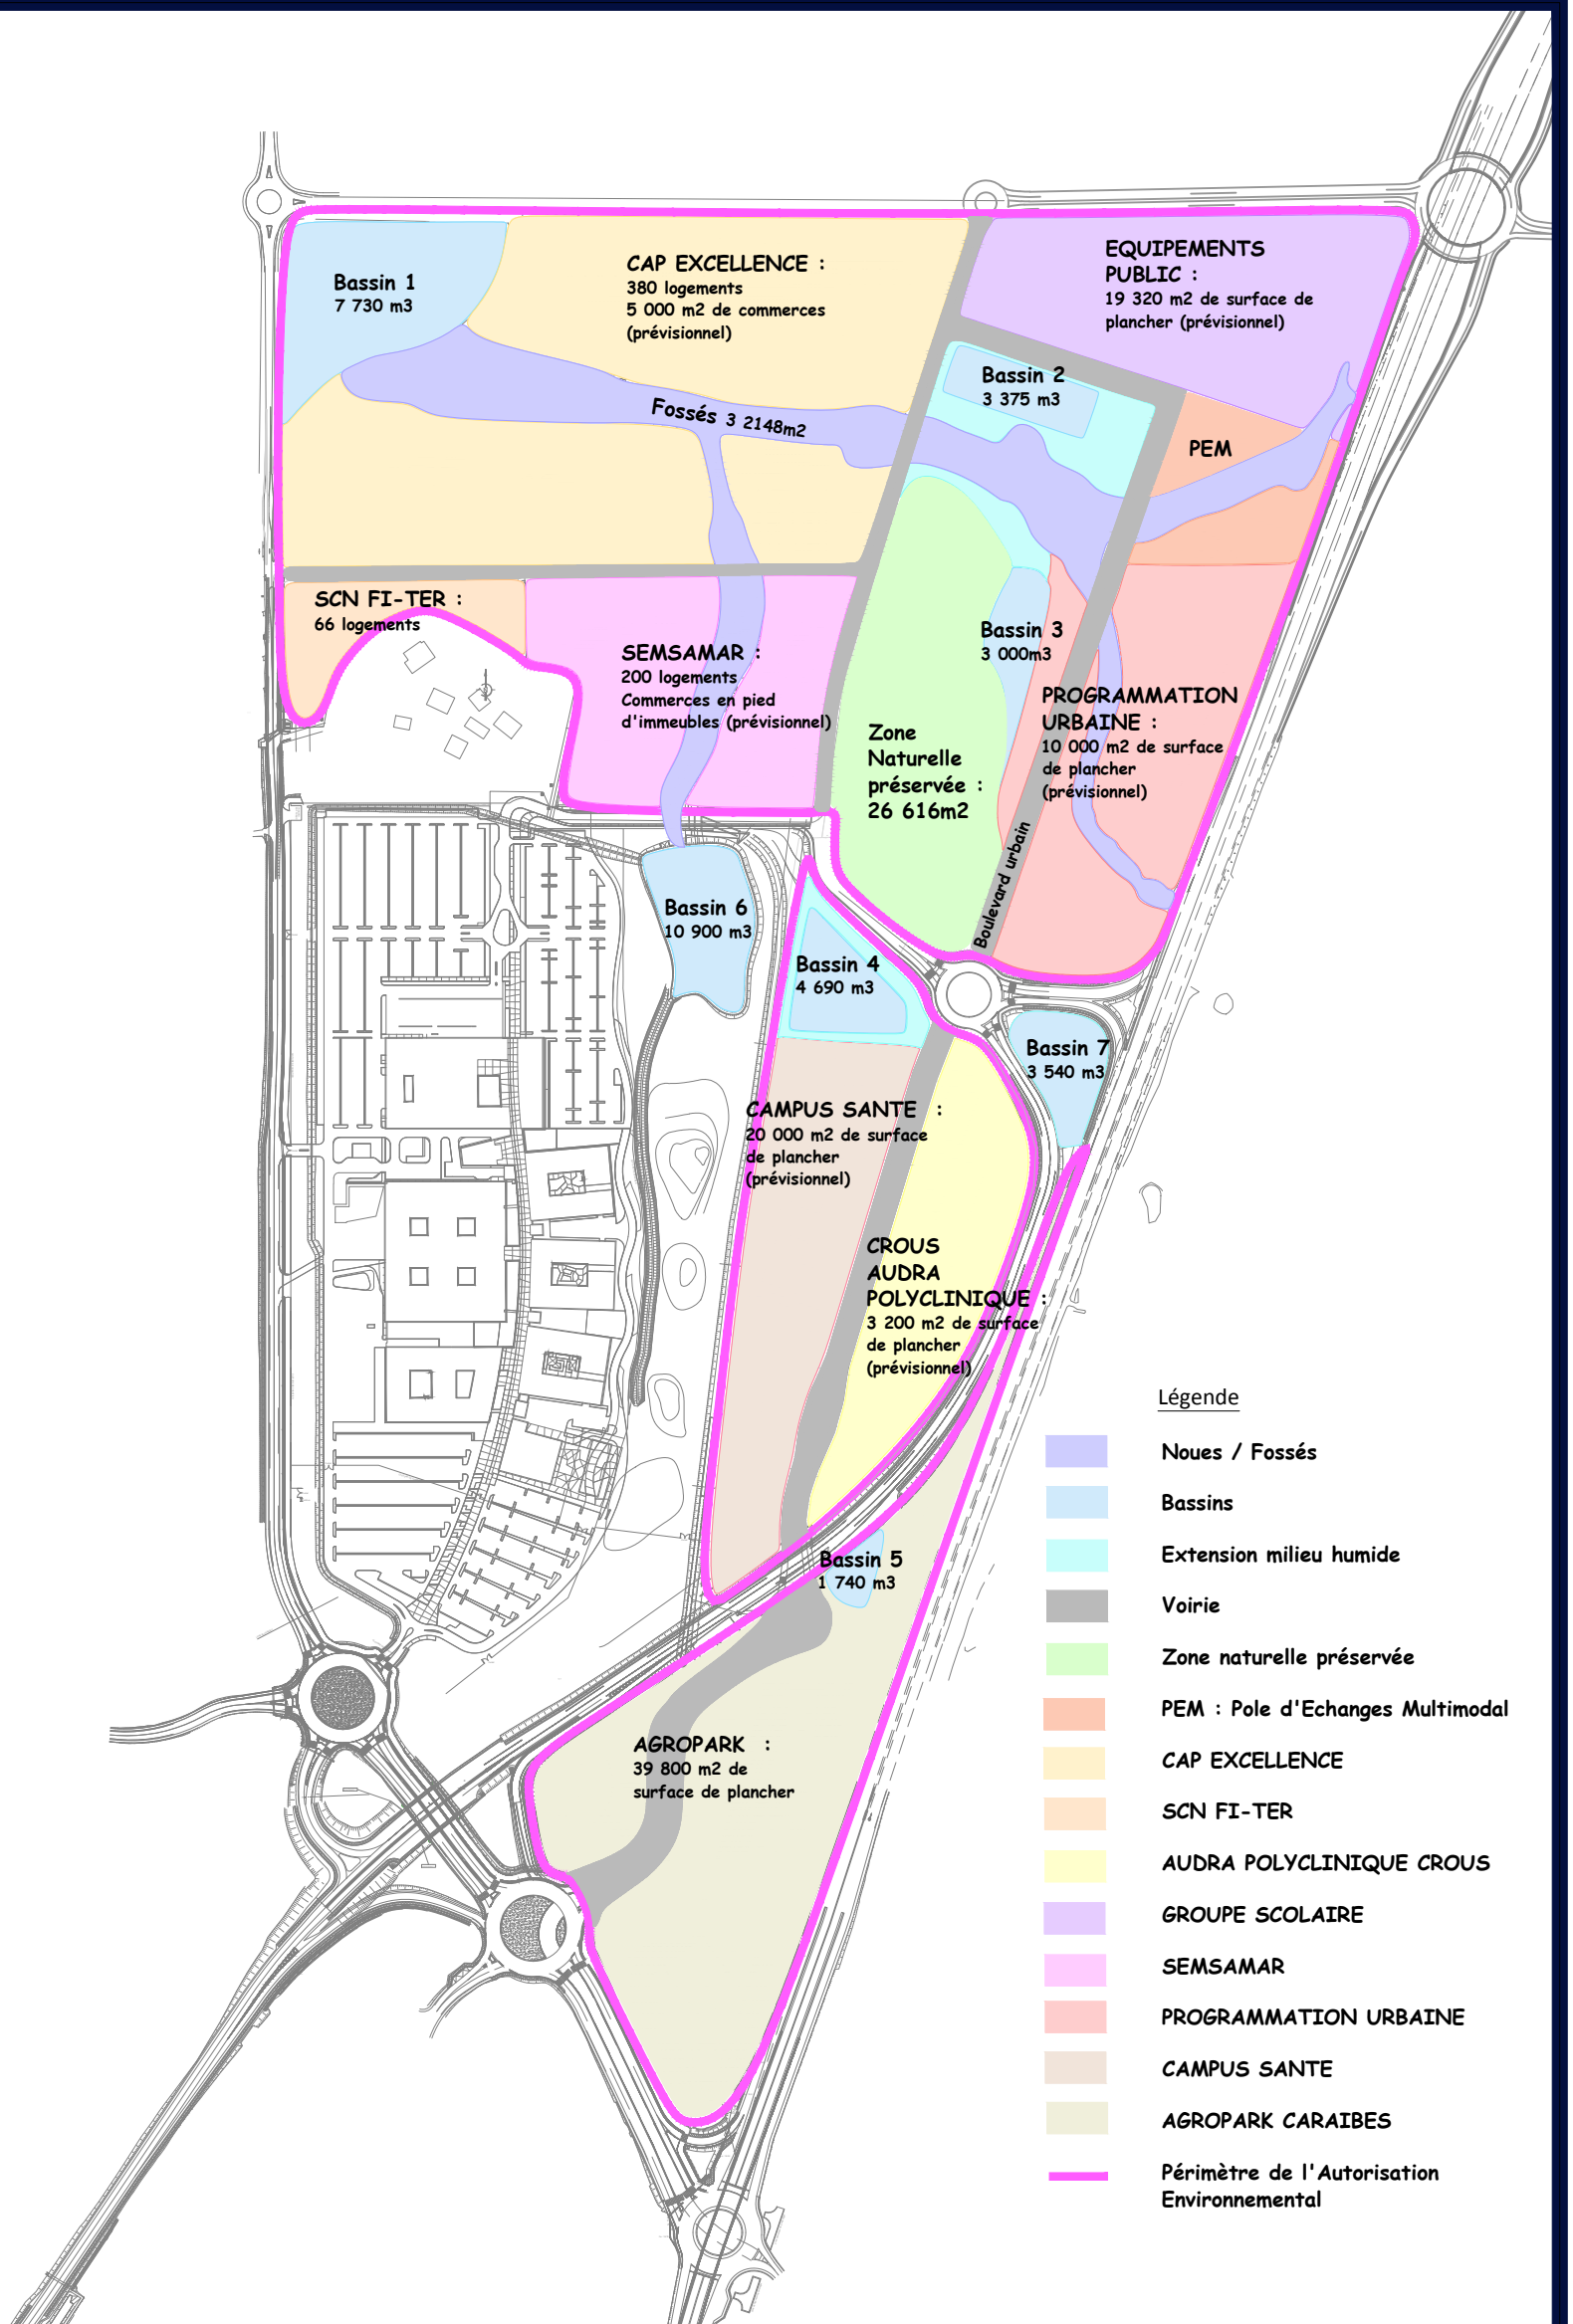 Bassin 1
7 730 m3
CAP EXCELLENCE :
380 logements
5 000 m2 de commerces
(prévisionnel)
EQUIPEMENTS
PUBLIC :
19 320 m2 de surface de
plancher (prévisionnel)
Bassin 2
3 375 m3
Fossés 3 2148m2
PEM
SCN FI-TER :
66 logements
SEMSAMAR :
200 logements
Commerces en pied
d'immeubles (prévisionnel)
Bassin 3
3 000m3
PROGRAMMATION
URBAINE :
10 000 m2 de surface
de plancher
(prévisionnel)
Zone
Naturelle
préservée :
26 616m2
Boulevard urbain
Bassin 6
10 900 m3
Bassin 4
4 690 m3
Bassin 7
3 540 m3
CAMPUS SANTE :
20 000 m2 de surface
de plancher
(prévisionnel)
CROUS
AUDRA
POLYCLINIQUE :
3 200 m2 de surface
de plancher
(prévisionnel)
Bassin 5
1 740 m3
AGROPARK :
39 800 m2 de
surface de plancher
Légende
Noues / Fossés
Bassins
Extension milieu humide
Voirie
Zone naturelle préservée
PEM : Pole d'Echanges Multimodal
CAP EXCELLENCE
SCN FI-TER
AUDRA POLYCLINIQUE CROUS
GROUPE SCOLAIRE
SEMSAMAR
PROGRAMMATION URBAINE
CAMPUS SANTE
AGROPARK CARAIBES
Périmètre de l'Autorisation
Environnemental